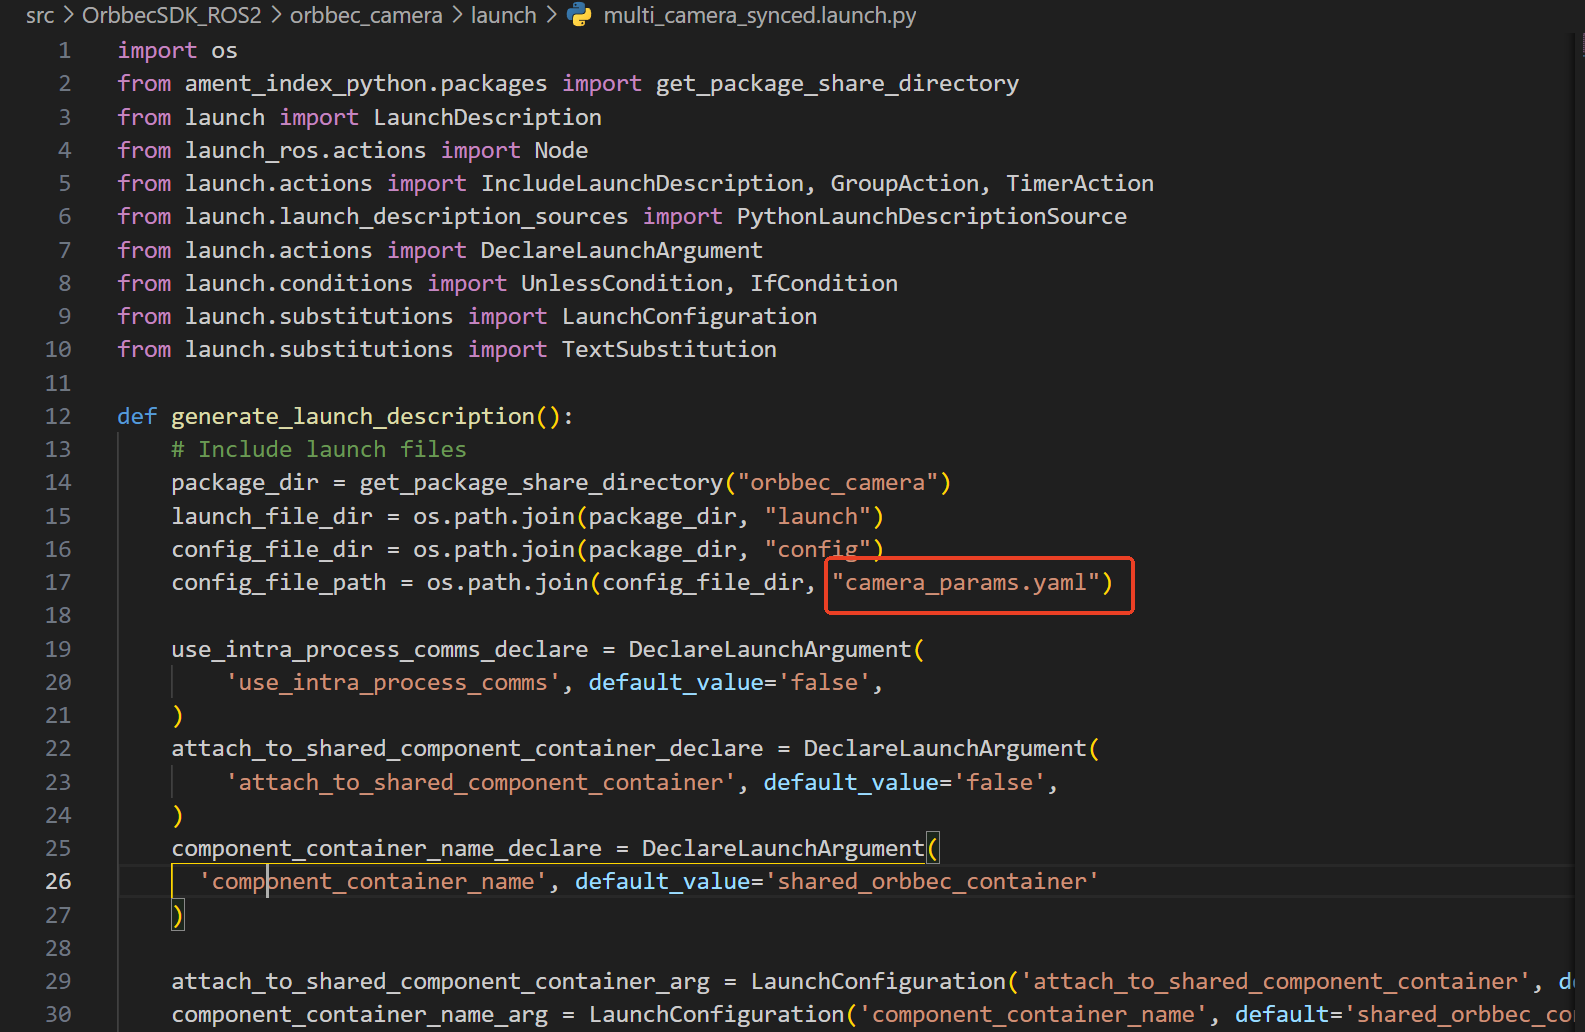 src > OrbbecSDK_ROS2 > orbbec_camera > launch > multi_camera_synced.launch.py
1 import os
2 from ament_index_python.packages import get_package_share_directory
3 from launch import LaunchDescription
4 from launch_ros.actions import Node
5 from launch.actions import IncludeLaunchDescription, GroupAction, TimerAction
6 from launch.launch_description_sources import PythonLaunchDescriptionSource
7 from launch.actions import DeclareLaunchArgument
8 from launch.conditions import UnlessCondition, IfCondition
9 from launch.substitutions import LaunchConfiguration
10 from launch.substitutions import TextSubstitution
11
12 def generate_launch_description():
13 # Include launch files
14 package_dir = get_package_share_directory("orbbec_camera")
15 launch_file_dir = os.path.join(package_dir, "launch")
16 config_file_dir = os.path.join(package_dir, "config")
17 config_file_path = os.path.join(config_file_dir, "camera_params.yaml")
18
19 use_intra_process_comms_declare = DeclareLaunchArgument(
20 'use_intra_process_comms', default_value='false',
21 )
22 attach_to_shared_component_container_declare = DeclareLaunchArgument(
23 'attach_to_shared_component_container', default_value='false',
24 )
25 component_container_name_declare = DeclareLaunchArgument(
26 'component_container_name', default_value='shared_orbbec_container'
27 )
28
29 attach_to_shared_component_container_arg = LaunchConfiguration('attach_to_shared_component_container', de
30 component_container_name_arg = LaunchConfiguration('component_container_name', default='shared_orbbec_co